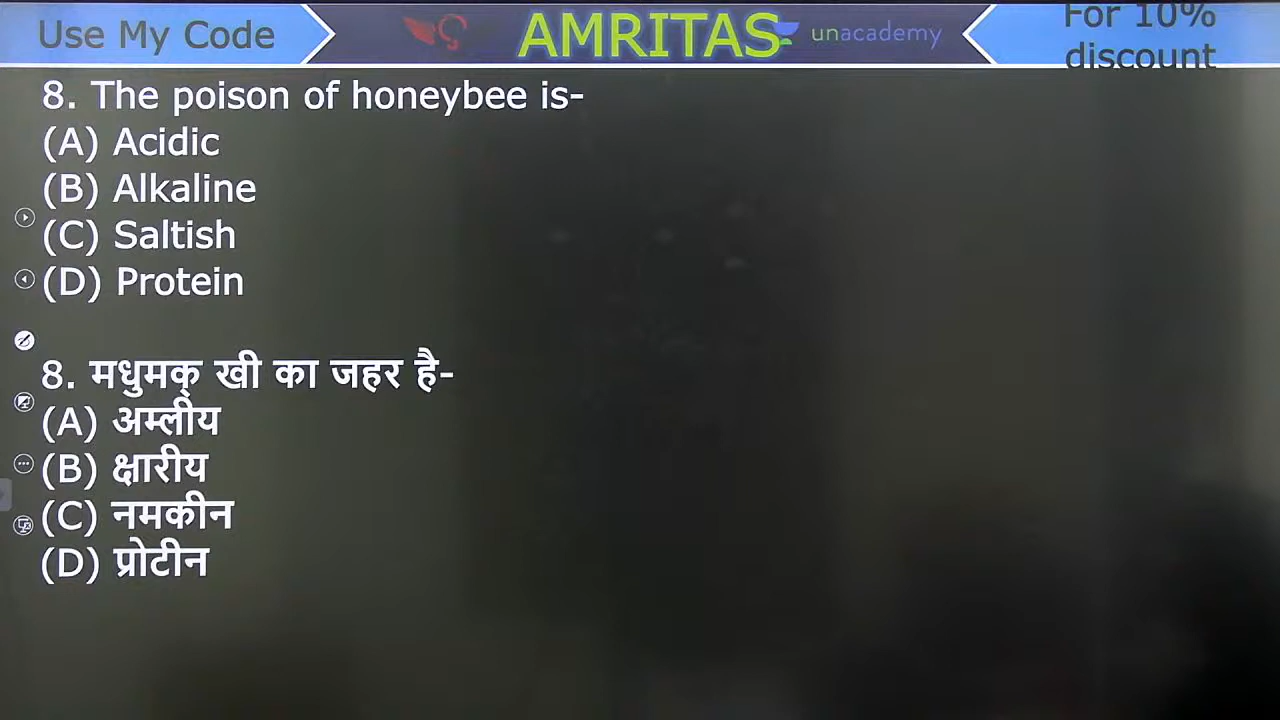 Use My Code
AMRITAS
unacademy
For 10%
discount
8. The poison of honeybee is-
(A) Acidic
(B) Alkaline
(C) Saltish
(D) Protein
8. मधुमक् खी का जहर है-
(A) अम्लीय
(B) क्षारीय
(C) नमकीन
(D) प्रोटीन